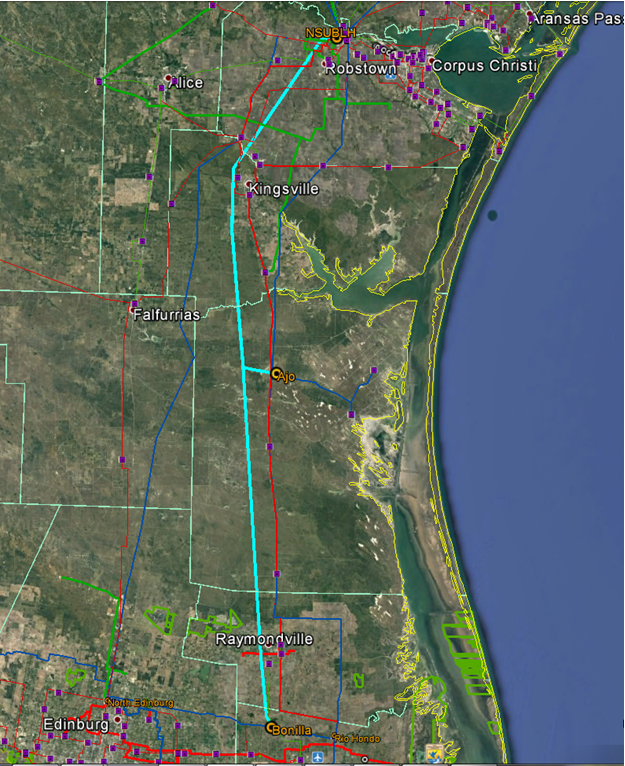 NSUBLH
Aransas Pass
Robstown
Corpus Christi
Alice
Kingsville
Falfurrias
Ajo
Raymondville
North Edinburg
Edinburg
Bonilla
Rio Hondo